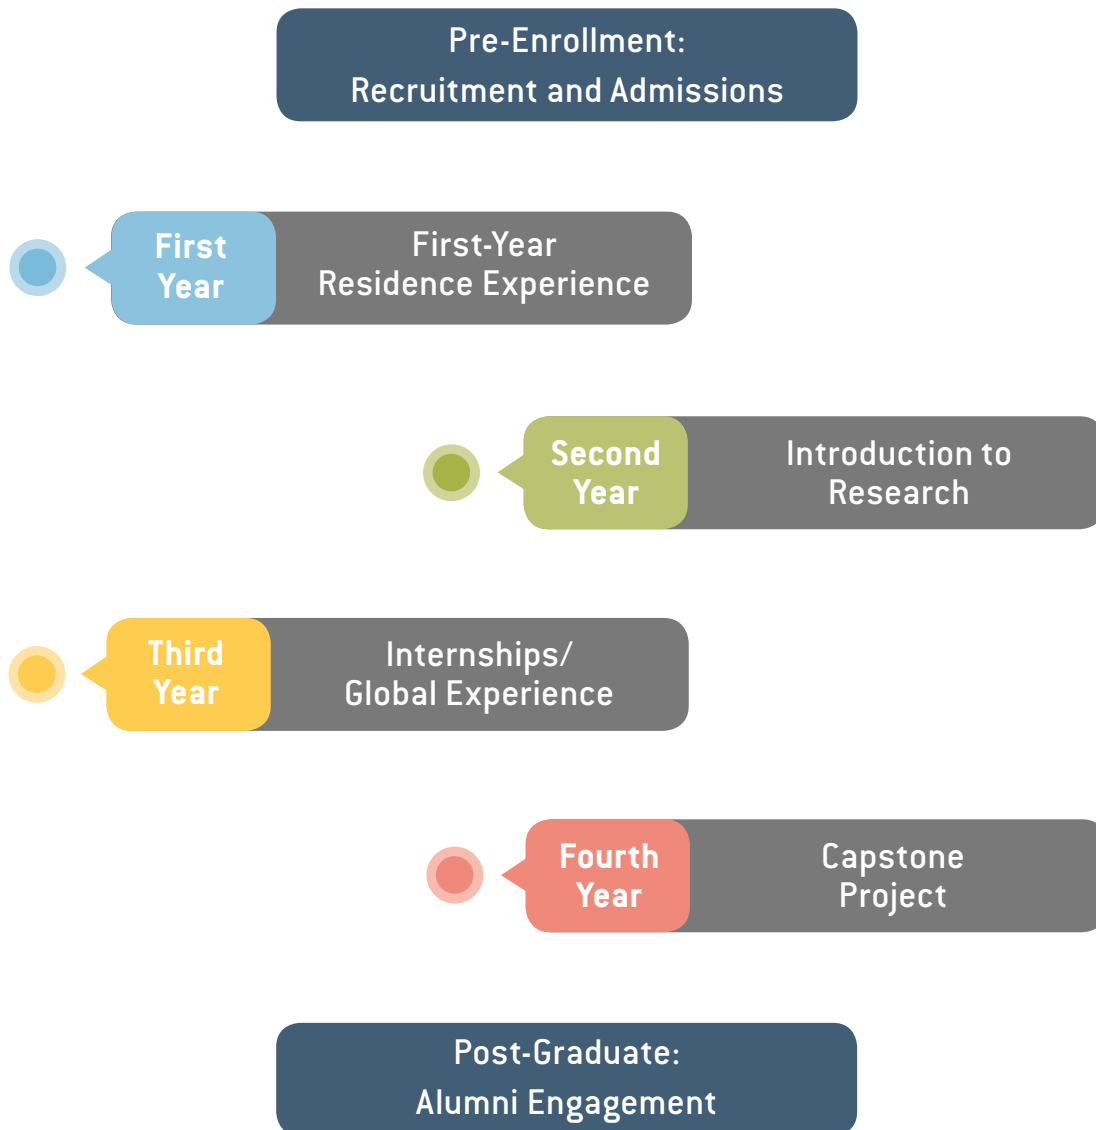 Pre-Enrollment:
Recruitment and Admissions
First
Year
First-Year
Residence Experience
Second
Year
Introduction to
Research
Third
Year
Internships/
Global Experience
Fourth
Year
Capstone
Project
Post-Graduate:
Alumni Engagement